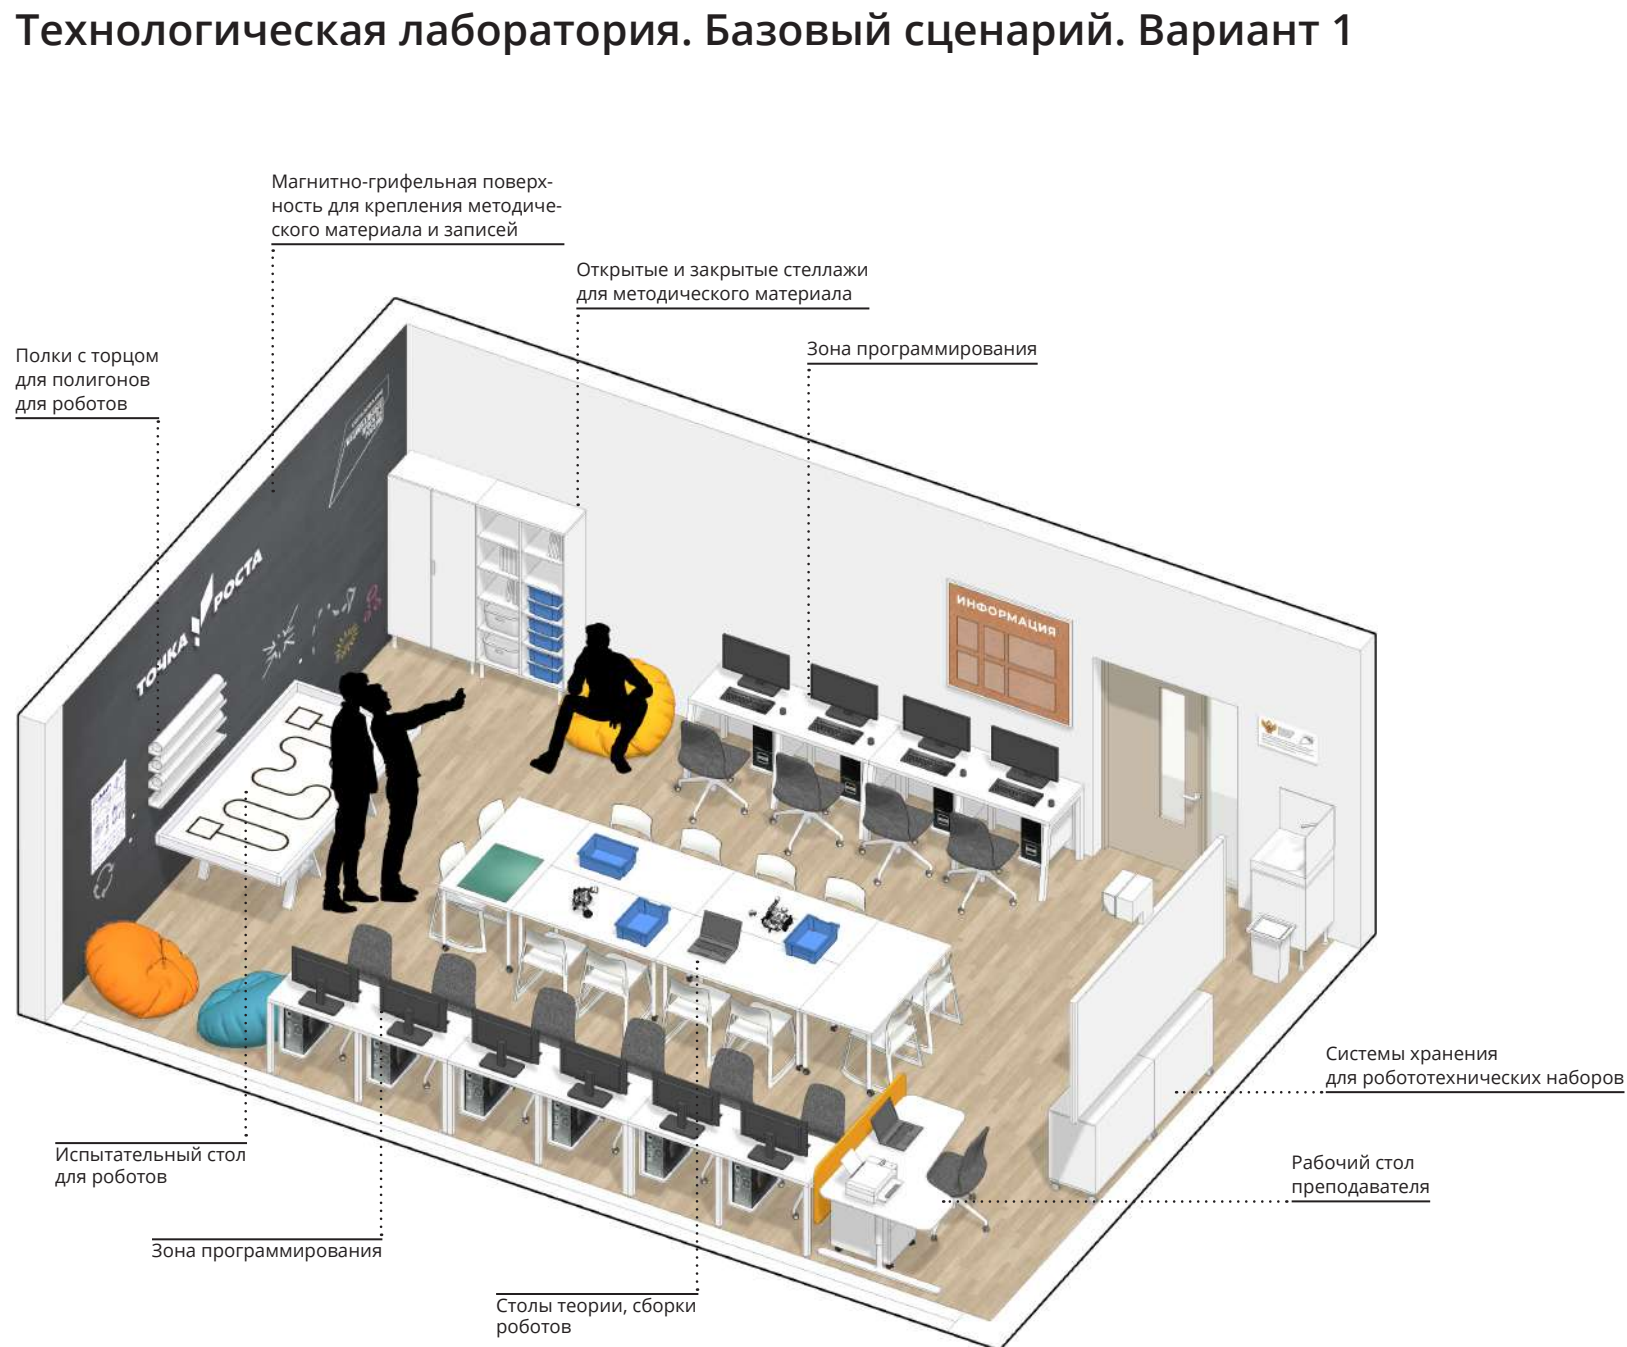 Технологическая лаборатория. Базовый сценарий. Вариант 1
Магнитно-грифельная поверх-
ность для крепления методиче-
ского материала и записей
Открытые и закрытые стеллажи
для методического материала
Зона программирования
Полки с торцом
для полигонов
для роботов
ТОЧКА РОСТА
ИНФОРМАЦИЯ
Системы хранения
для робототехнических наборов
Испытательный стол
для роботов
Рабочий стол
преподавателя
Зона программирования
Столы теории, сборки
роботов